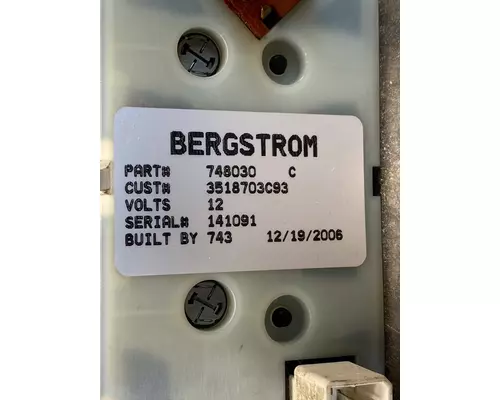 BERGSTROM
PART# 748030 C
CUST# 3518703C93
VOLTS 12
SERIAL# 141091
BUILT BY 743 12/19/2006